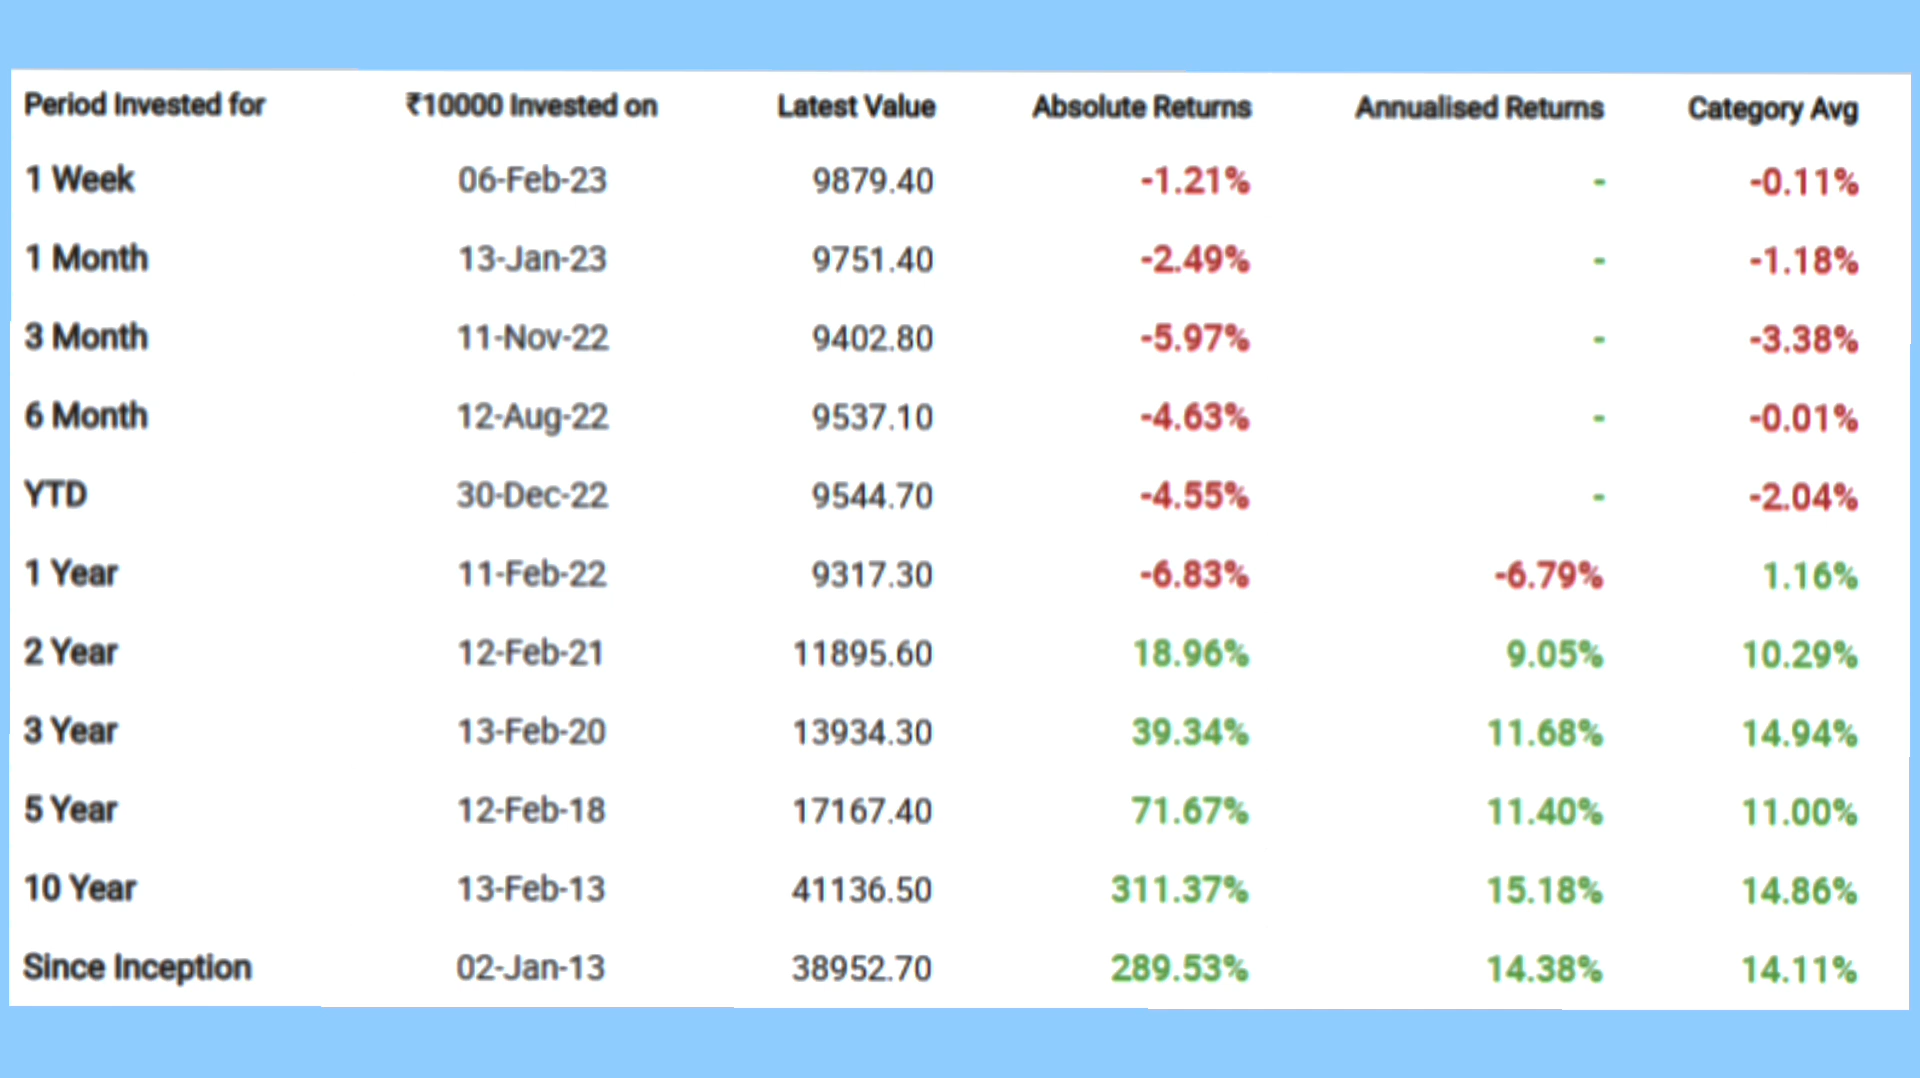 Period Invested for ₹10000 Invested on Latest Value Absolute Returns Annualised Returns Category Avg
1 Week 06-Feb-23 9879.40 -1.21% - -0.11%
1 Month 13-Jan-23 9751.40 -2.49% - -1.18%
3 Month 11-Nov-22 9402.80 -5.97% - -3.38%
6 Month 12-Aug-22 9537.10 -4.63% - -0.01%
YTD 30-Dec-22 9544.70 -4.55% - -2.04%
1 Year 11-Feb-22 9317.30 -6.83% -6.79% 1.16%
2 Year 12-Feb-21 11895.60 18.96% 9.05% 10.29%
3 Year 13-Feb-20 13934.30 39.34% 11.68% 14.94%
5 Year 12-Feb-18 17167.40 71.67% 11.40% 11.00%
10 Year 13-Feb-13 41136.50 311.37% 15.18% 14.86%
Since Inception 02-Jan-13 38952.70 289.53% 14.38% 14.11%